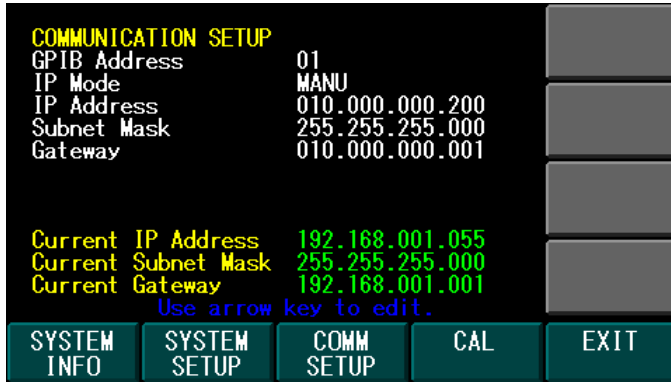 COMMUNICATION SETUP
GPIB Address 01
IP Mode MANU
IP Address 010.000.000.200
Subnet Mask 255.255.255.000
Gateway 010.000.000.001
Current IP Address 192.168.001.055
Current Subnet Mask 255.255.255.000
Current Gateway 192.168.001.001
Use arrow key to edit.
SYSTEM INFO
SYSTEM SETUP
COMM SETUP
CAL
EXIT